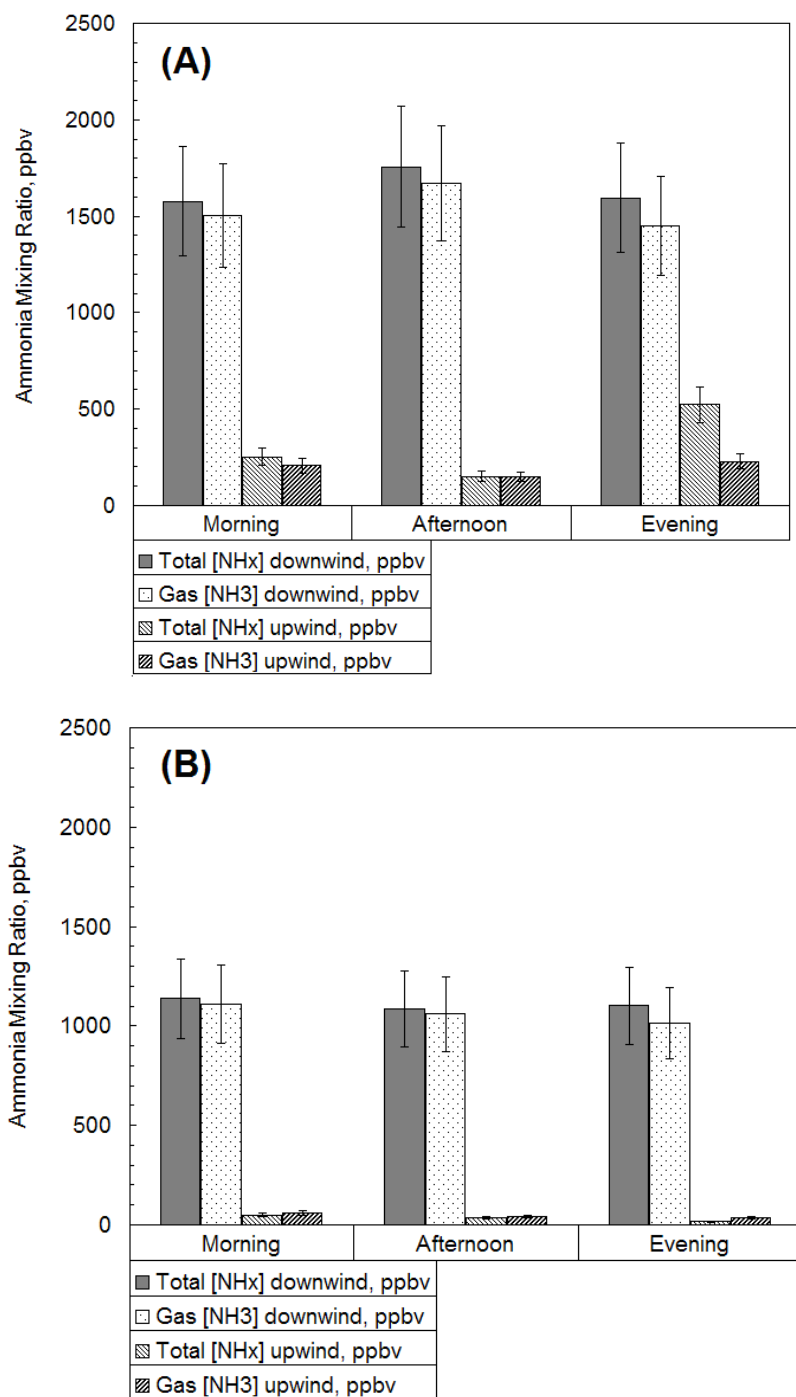 2500
(A)
2000
1500
1000
500
0
Ammonia Mixing Ratio, ppbv
Morning Afternoon Evening
Total [NHx] downwind, ppbv
Gas [NH3] downwind, ppbv
Total [NHx] upwind, ppbv
Gas [NH3] upwind, ppbv
2500
(B)
2000
1500
1000
500
0
Ammonia Mixing Ratio, ppbv
Morning Afternoon Evening
Total [NHx] downwind, ppbv
Gas [NH3] downwind, ppbv
Total [NHx] upwind, ppbv
Gas [NH3] upwind, ppbv